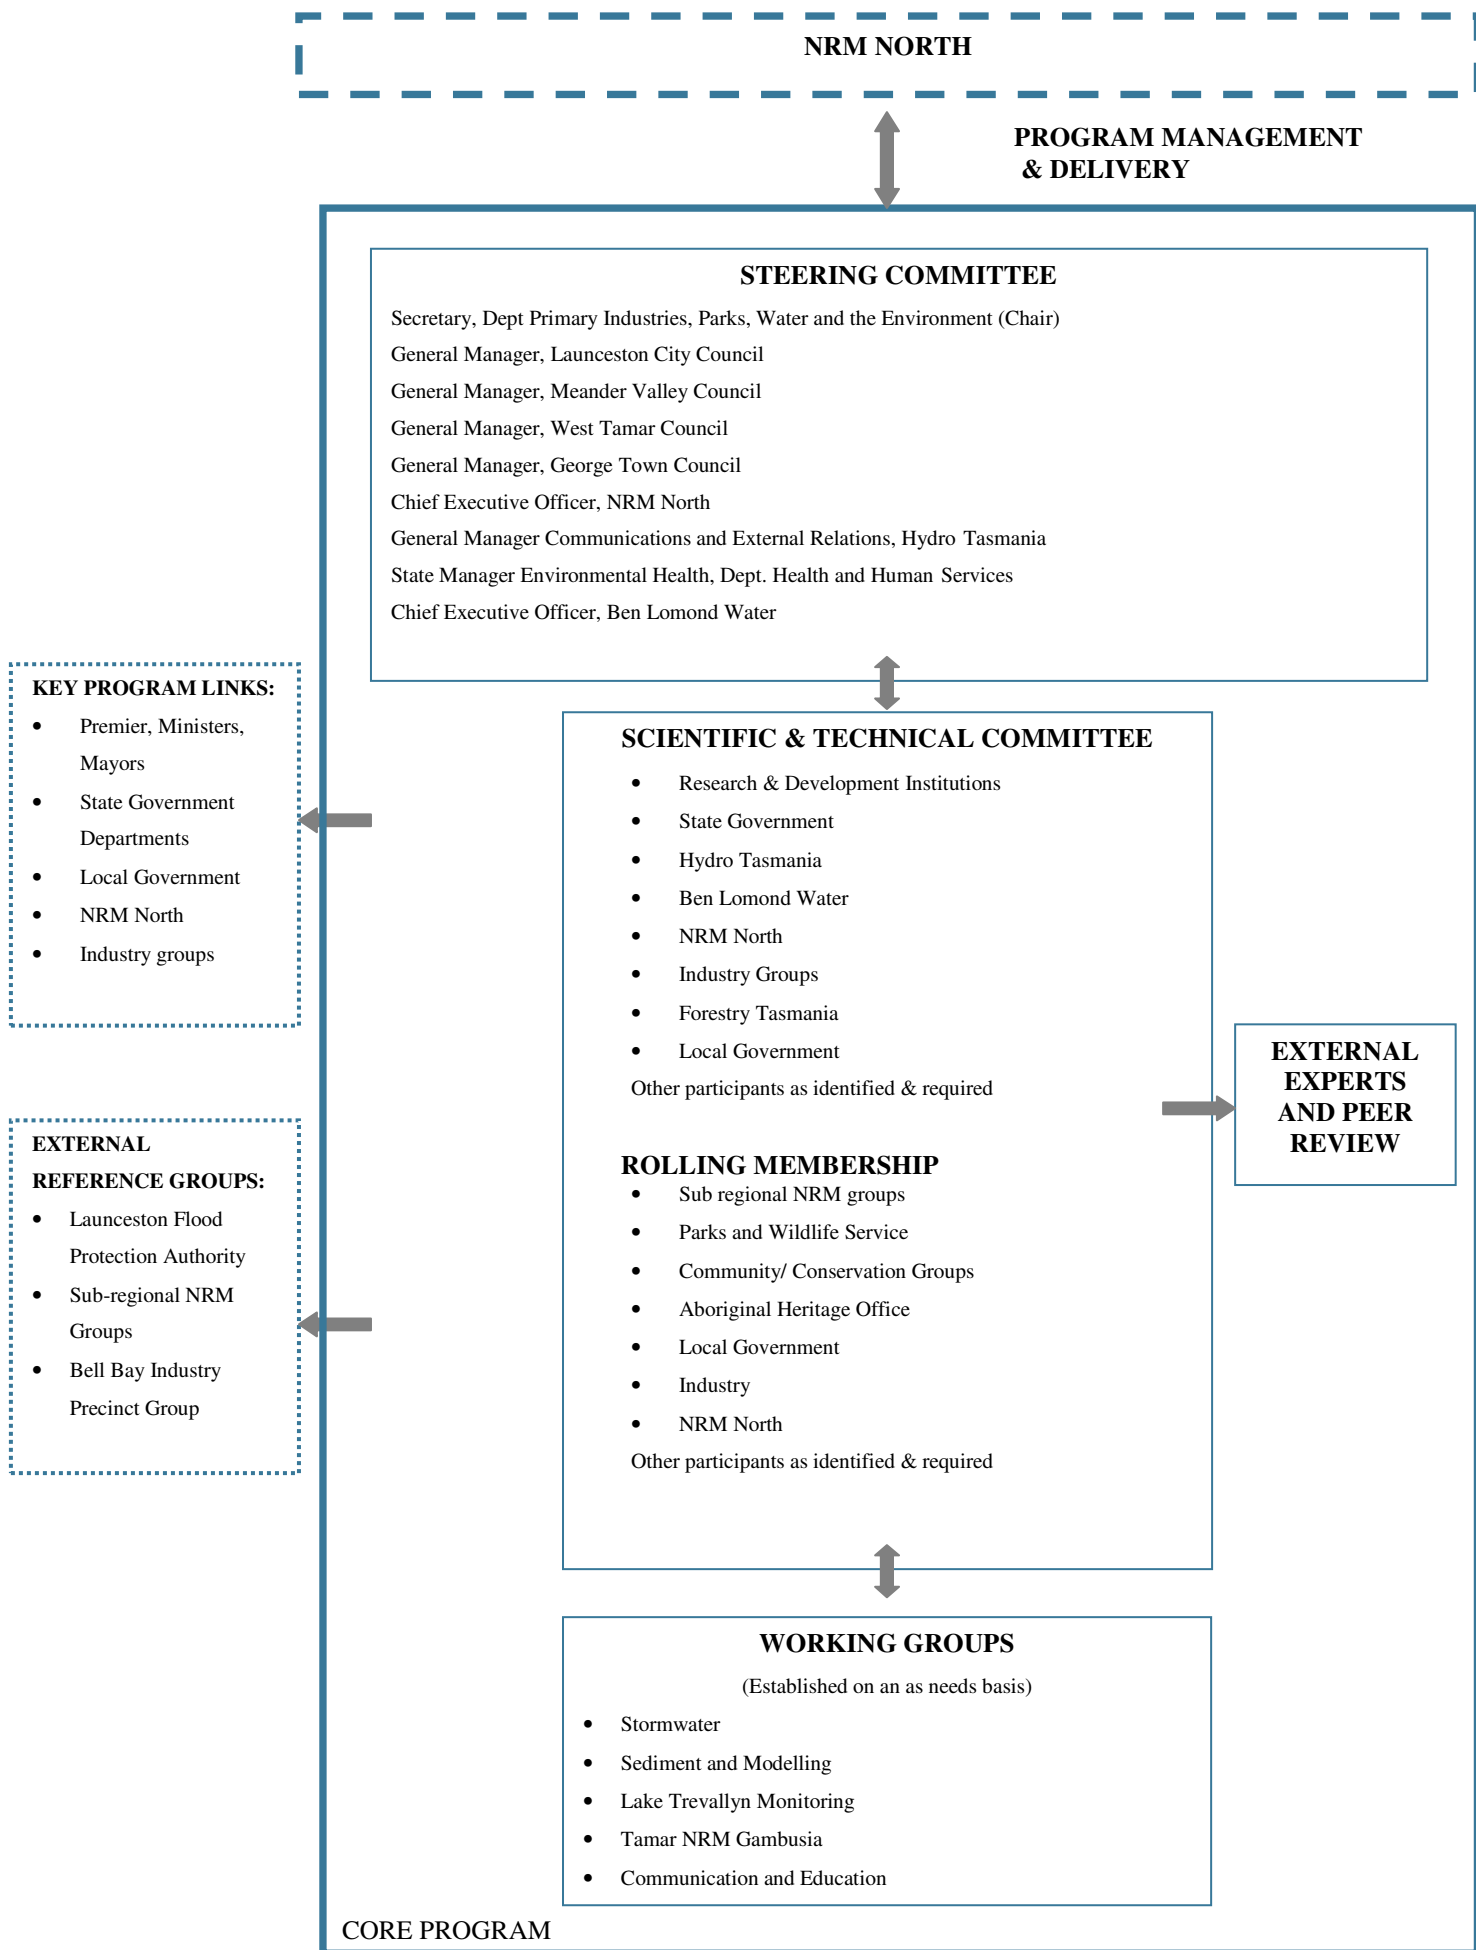 NRM NORTH
PROGRAM MANAGEMENT
& DELIVERY
STEERING COMMITTEE
Secretary, Dept Primary Industries, Parks, Water and the Environment (Chair)
General Manager, Launceston City Council
General Manager, Meander Valley Council
General Manager, West Tamar Council
General Manager, George Town Council
Chief Executive Officer, NRM North
General Manager Communications and External Relations, Hydro Tasmania
State Manager Environmental Health, Dept. Health and Human Services
Chief Executive Officer, Ben Lomond Water
KEY PROGRAM LINKS:
• Premier, Ministers,
Mayors
• State Government
Departments
• Local Government
• NRM North
• Industry groups
SCIENTIFIC & TECHNICAL COMMITTEE
• Research & Development Institutions
• State Government
• Hydro Tasmania
• Ben Lomond Water
• NRM North
• Industry Groups
• Forestry Tasmania
• Local Government
Other participants as identified & required
EXTERNAL
EXPERTS
AND PEER
REVIEW
EXTERNAL
REFERENCE GROUPS:
• Launceston Flood
Protection Authority
• Sub-regional NRM
Groups
• Bell Bay Industry
Precinct Group
ROLLING MEMBERSHIP
• Sub regional NRM groups
• Parks and Wildlife Service
• Community/ Conservation Groups
• Aboriginal Heritage Office
• Local Government
• Industry
• NRM North
Other participants as identified & required
WORKING GROUPS
(Established on an as needs basis)
• Stormwater
• Sediment and Modelling
• Lake Trevallyn Monitoring
• Tamar NRM Gambusia
• Communication and Education
CORE PROGRAM